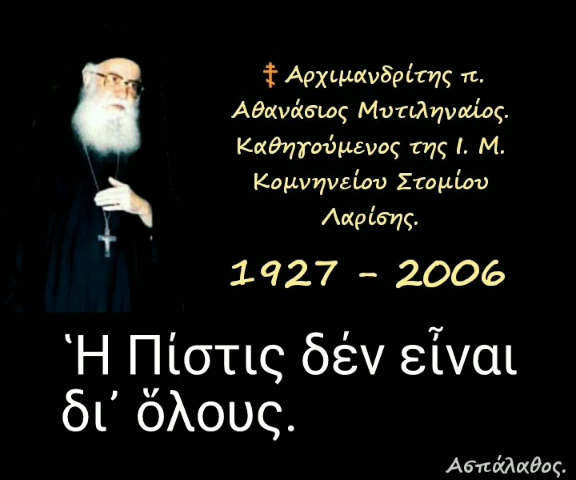 ☦ Αρχιμανδρίτης π.
Αθανάσιος Μυτιληναίος.
Καθηγούμενος της Ι. Μ.
Κομνηνείου Στομίου
Λαρίσης.
1927 - 2006
Ἡ Πίστις δέν εἶναι
δι᾿ ὅλους.
Ασπάλαθος.